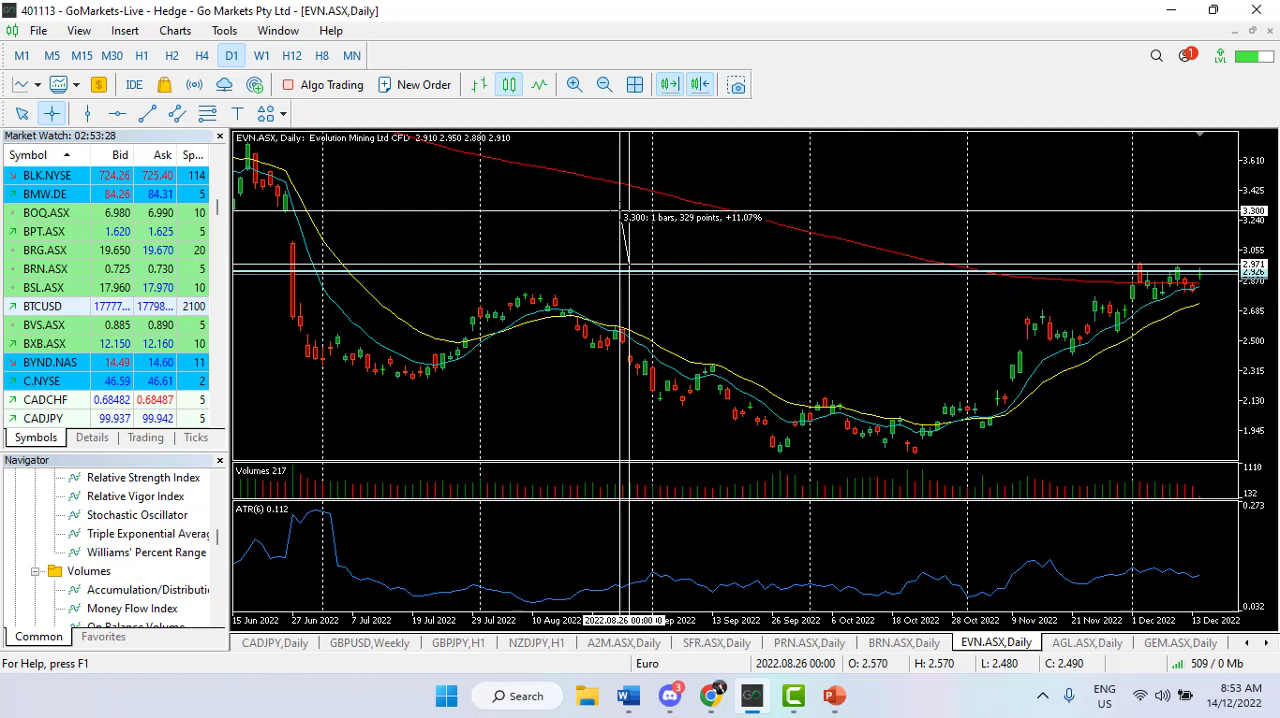 401113 - GoMarkets-Live - Hedge - Go Markets Pty Ltd - [EVN.ASX,Daily]
File View Insert Charts Tools Window Help
M1 M5 M15 M30 H1 H2 H4 D1 W1 H12 H8 MN
1 LVL
IDE Algo Trading New Order
Market Watch: 02:53:28
Symbol Bid Ask Sp...
BLK.NYSE 724.26 725.40 114
BMW.DE 84.26 84.31 5
BOQ.ASX 6.980 6.990 10
BPT.ASX 1.620 1.625 5
BRG.ASX 19.650 19.670 20
BRN.ASX 0.725 0.730 5
BSL.ASX 17.960 17.970 10
BTCUSD 17777... 17798... 2100
BVS.ASX 0.885 0.890 5
BXB.ASX 12.150 12.160 10
BYND.NAS 14.49 14.60 11
C.NYSE 46.59 46.61 2
CADCHF 0.68482 0.68487 5
CADJPY 99.937 99.942 5
Symbols Details Trading Ticks
Navigator
Relative Strength Index
Relative Vigor Index
Stochastic Oscillator
Triple Exponential Averag
Williams' Percent Range
Volumes
Accumulation/Distributi
Money Flow Index
On Balance Volume
Common Favorites
EVN.ASX, Daily: Evolution Mining Ltd CFD 2.910 2.950 2.880 2.910
3.300: 1 bars, 329 points, +11.07%
3.610
3.425
3.300
3.240
3.055
2.971
2.926
2.870
2.685
2.500
2.315
2.130
1.945
Volumes 217
1110
132
ATR(6) 0.112
0.273
0.032
15 Jun 2022 27 Jun 2022 7 Jul 2022 19 Jul 2022 29 Jul 2022 10 Aug 2022 2022.08.26 00:00 Sep 2022 13 Sep 2022 26 Sep 2022 6 Oct 2022 18 Oct 2022 28 Oct 2022 9 Nov 2022 21 Nov 2022 1 Dec 2022 13 Dec 2022
CADJPY,Daily GBPUSD,Weekly GBPJPY,H1 NZDJPY,H1 A2M.ASX,Daily SFR.ASX,Daily PRN.ASX,Daily BRN.ASX,Daily EVN.ASX,Daily AGL.ASX,Daily GEM.ASX,Daily
For Help, press F1 Euro 2022.08.26 00:00 O: 2.570 H: 2.570 L: 2.480 C: 2.490 509 / 0 Mb
Search 3 GO ENG US 8:53 AM 14/12/2022